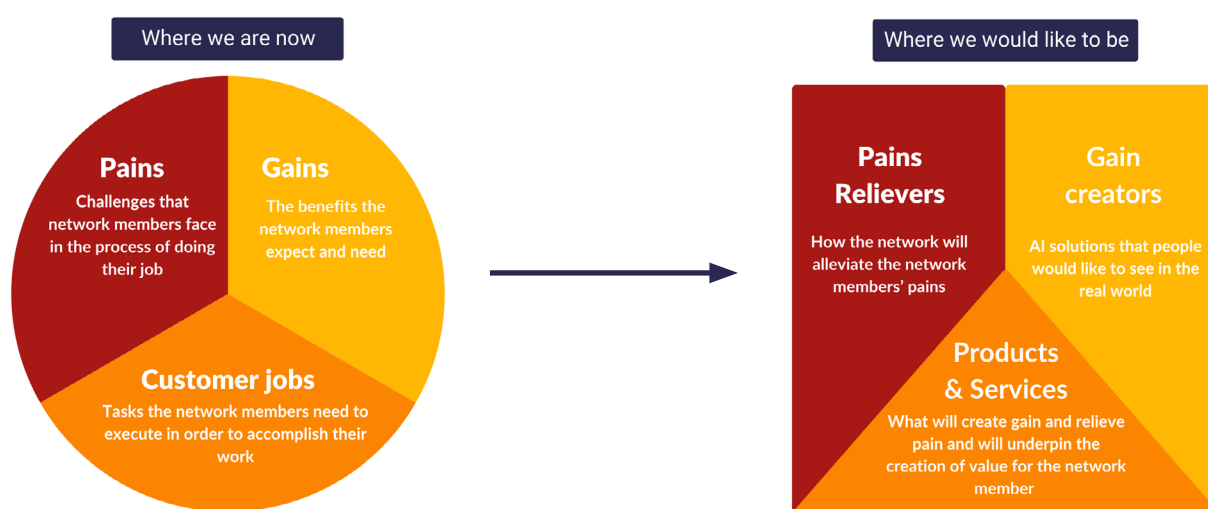 Where we are now
Pains
Challenges that
network members face
in the process of doing
their job
Gains
The benefits the
network members
expect and need
Customer jobs
Tasks the network members need to
execute in order to accomplish their
work
Where we would like to be
Pains
Relievers
How the network will
alleviate the network
members’ pains
Gain
creators
AI solutions that people
would like to see in the
real world
Products
& Services
What will create gain and relieve
pain and will underpin the
creation of value for the network
member